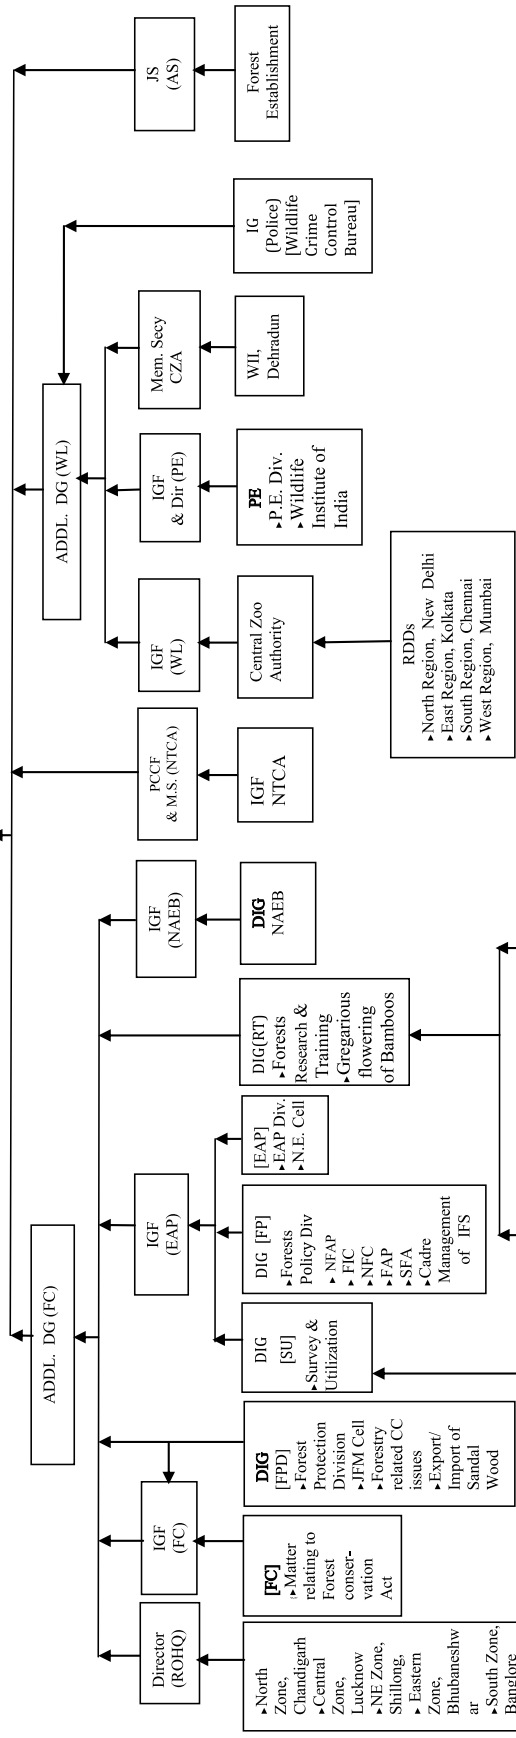 ADDL.  DG (FC)
ADDL.  DG (WL)
Director
(ROHQ)
IGF
(FC)
IGF
(EAP)
IGF
(NAEB)
PCCF
& M.S. (NTCA)
IGF
(WL)
IGF
& Dir (PE)
Mem. Secy
CZA
JS
(AS)
▸North
Zone,
Chandigarh
▸Central
Zone,
Lucknow
▸NE Zone,
Shillong,
▸ Eastern
Zone,
Bhubaneshw
ar
▸South Zone,
Banglore
[FC]
▸Matter
relating to
Forest
conser-
vation
Act
DIG
[FPD]
▸Forest
Protection
Division
▸JFM Cell
▸Forestry
related CC
issues
▸Export/
Import of
Sandal
Wood
DIG
[SU]
▸Survey &
Utilization
DIG [FP]
▸Forests
Policy Div
▸ NFAP
▸FIC
▸NFC
▸FAP
▸SFA
▸Cadre
Management
of  IFS
[EAP]
▸EAP Div.
▸N.E. Cell
DIG(RT)
▸Forests
Research &
Training
▸Gregarious
flowering
of Bamboos
DIG
NAEB
IGF
NTCA
Central Zoo
Authority
PE
▸P.E. Div.
▸Wildlife
Institute of
India
WII,
Dehradun
IG
(Police)
[Wildlife
Crime
Control
Bureau]
Forest
Establishment
RDDs
▸North Region, New Delhi
▸East Region, Kolkata
▸South Region, Chennai
▸West Region, Mumbai